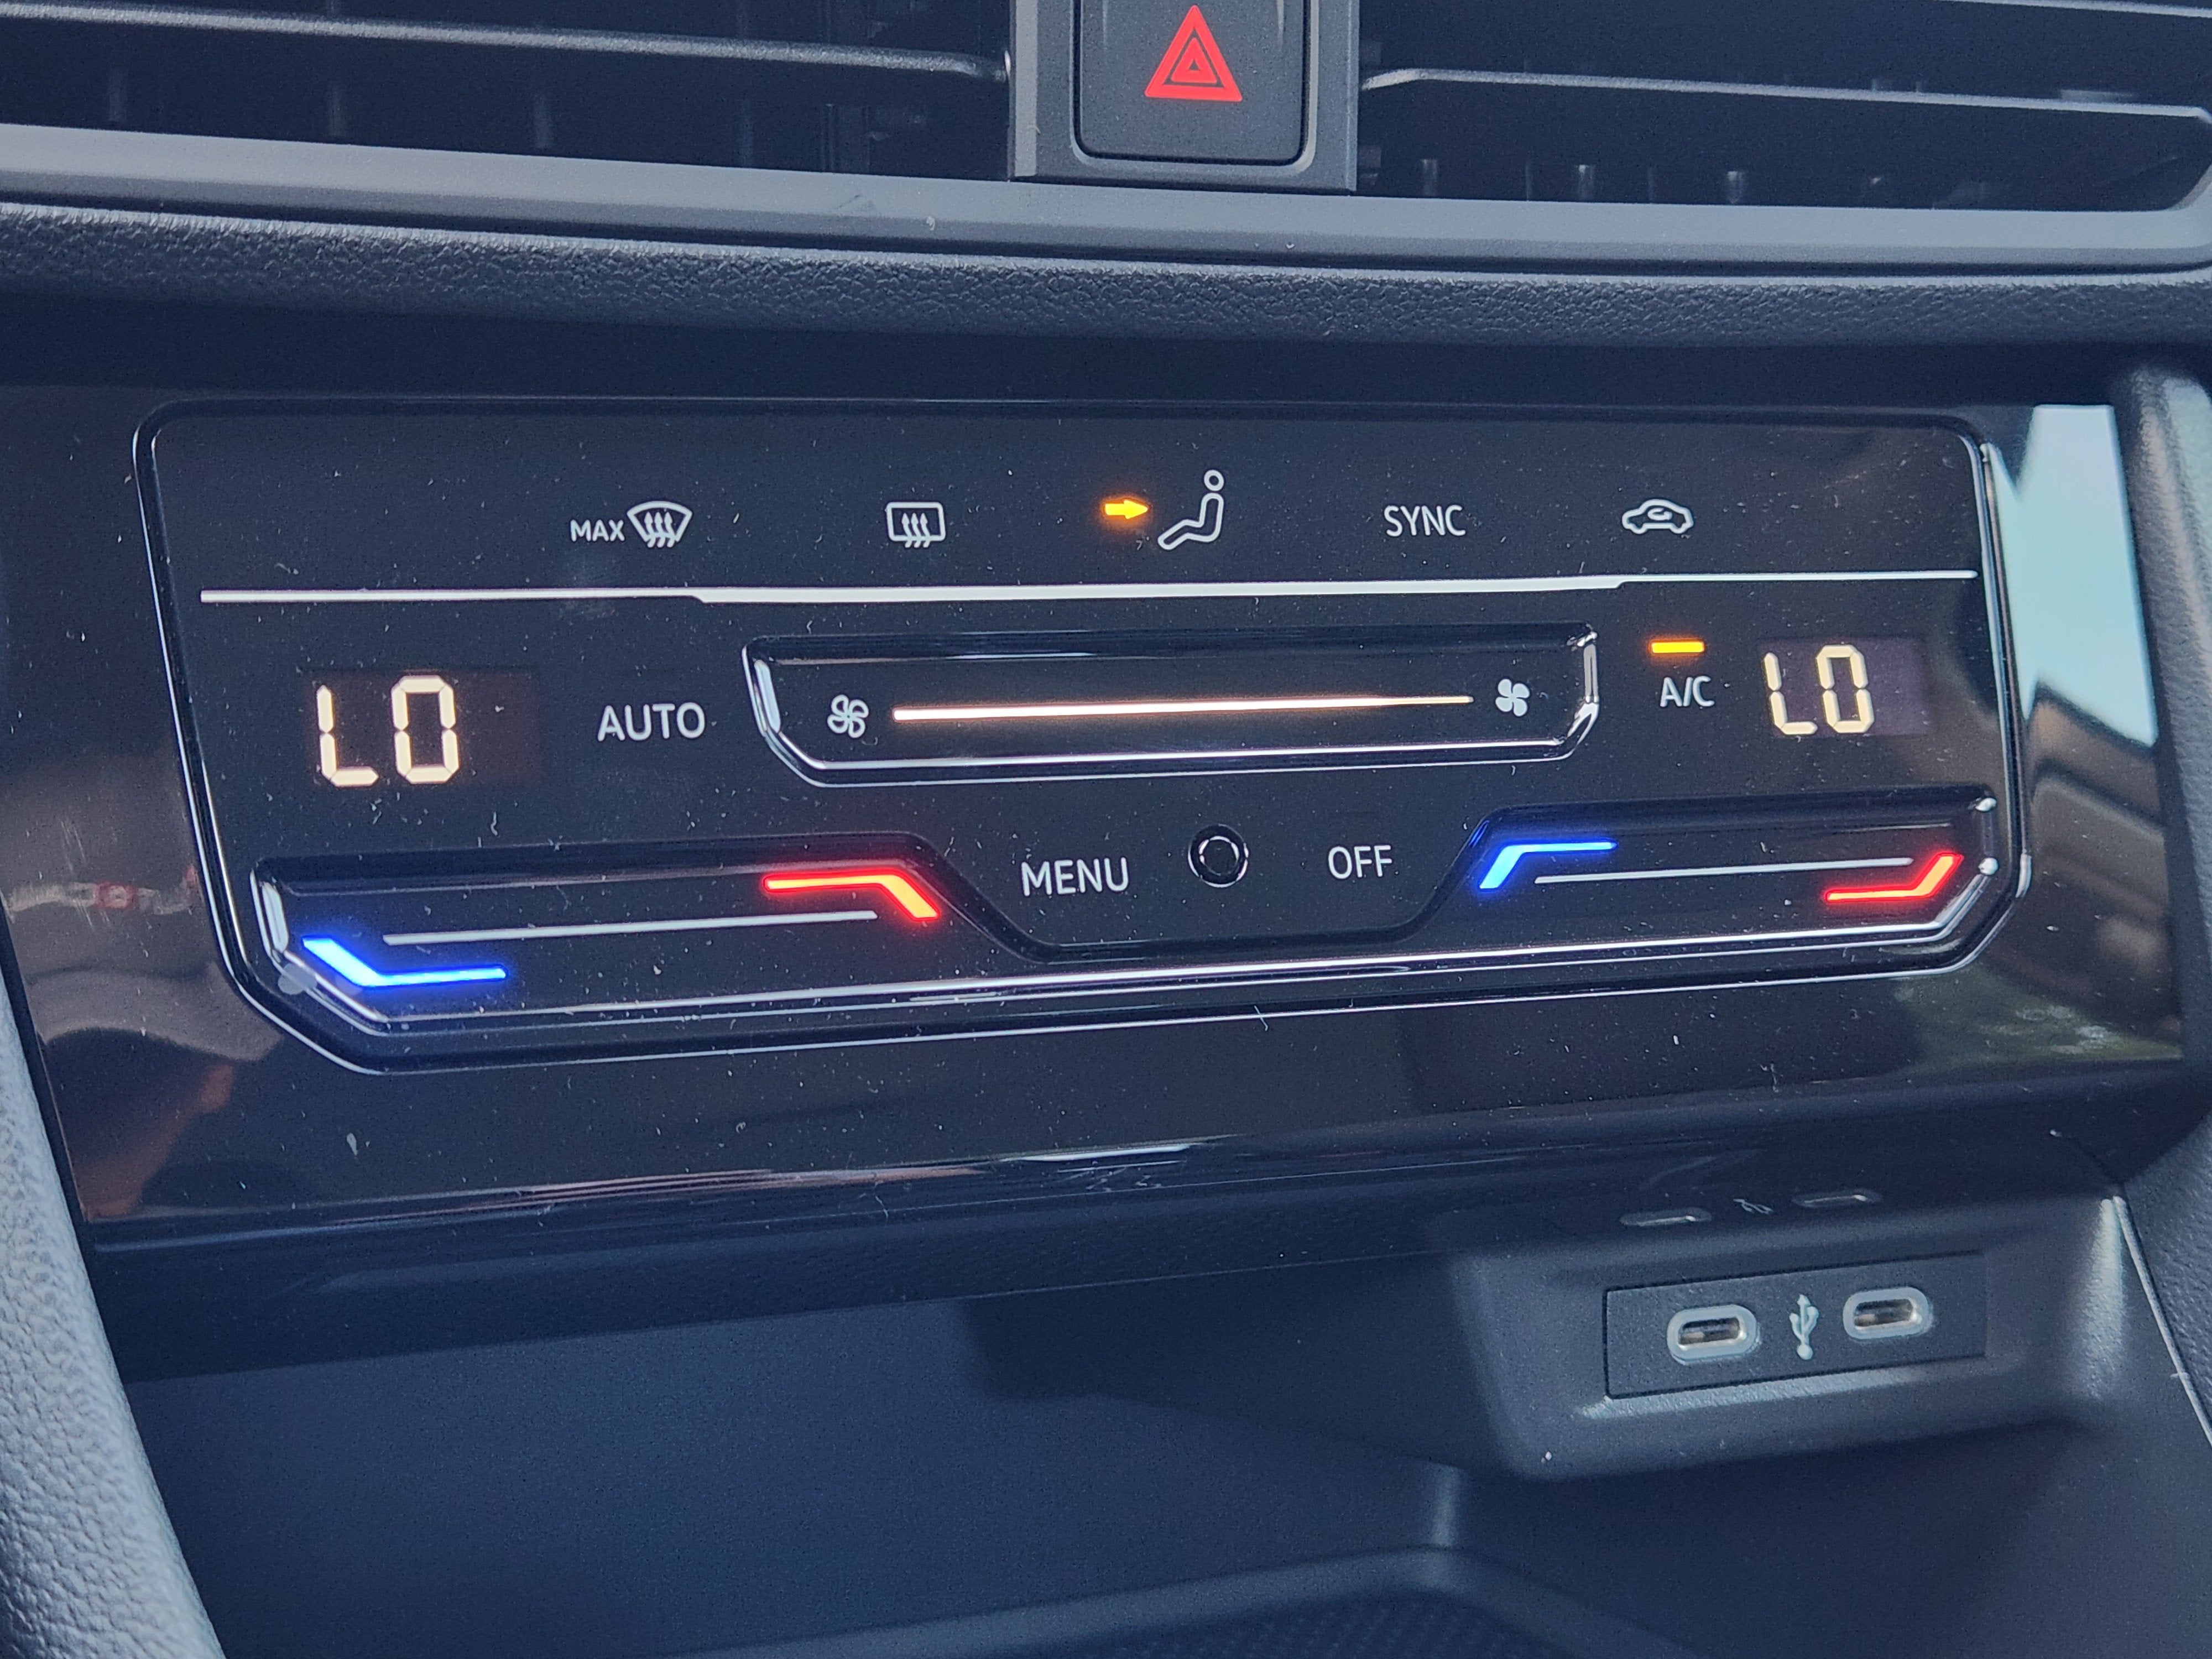 MAX SYNC
LO AUTO A/C LO
MENU OFF